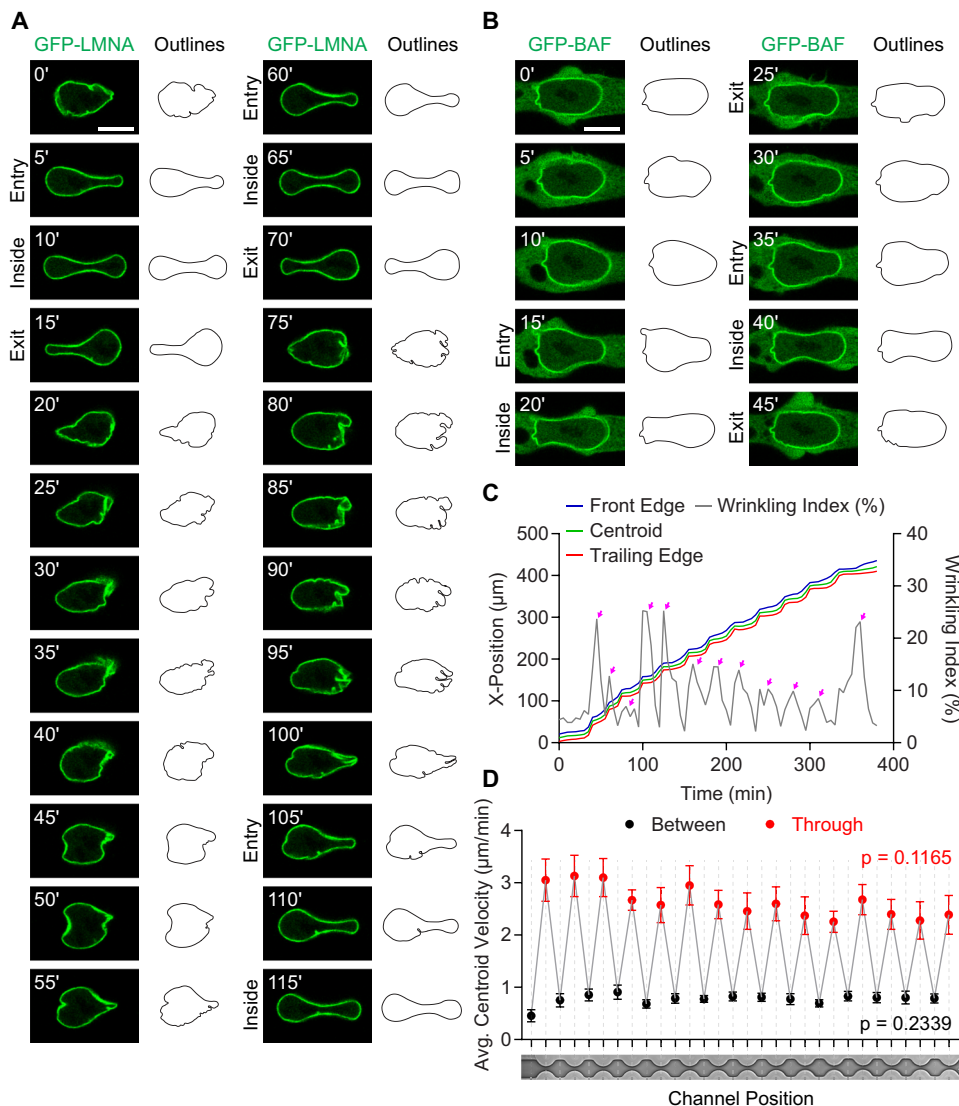 A
GFP-LMNA Outlines GFP-LMNA Outlines
0'
Entry
5'
Inside
10'
Exit
15'
20'
25'
30'
35'
40'
45'
50'
55'
Entry
60'
Inside
65'
Exit
70'
75'
80'
85'
90'
95'
100'
Entry
105'
110'
Inside
115'
B
GFP-BAF Outlines GFP-BAF Outlines
0'
5'
10'
Entry
15'
Inside
20'
Exit
25'
30'
Entry
35'
Inside
40'
Exit
45'
C
Front Edge Wrinkling Index (%)
Centroid
Trailing Edge
X-Position (µm)
500
400
300
200
100
0
Wrinkling Index (%)
40
30
20
10
0
0 100 200 300 400
Time (min)
D
Between Through
p = 0.1165
p = 0.2339
Avg. Centroid Velocity (µm/min)
4
3
2
1
0
Channel Position